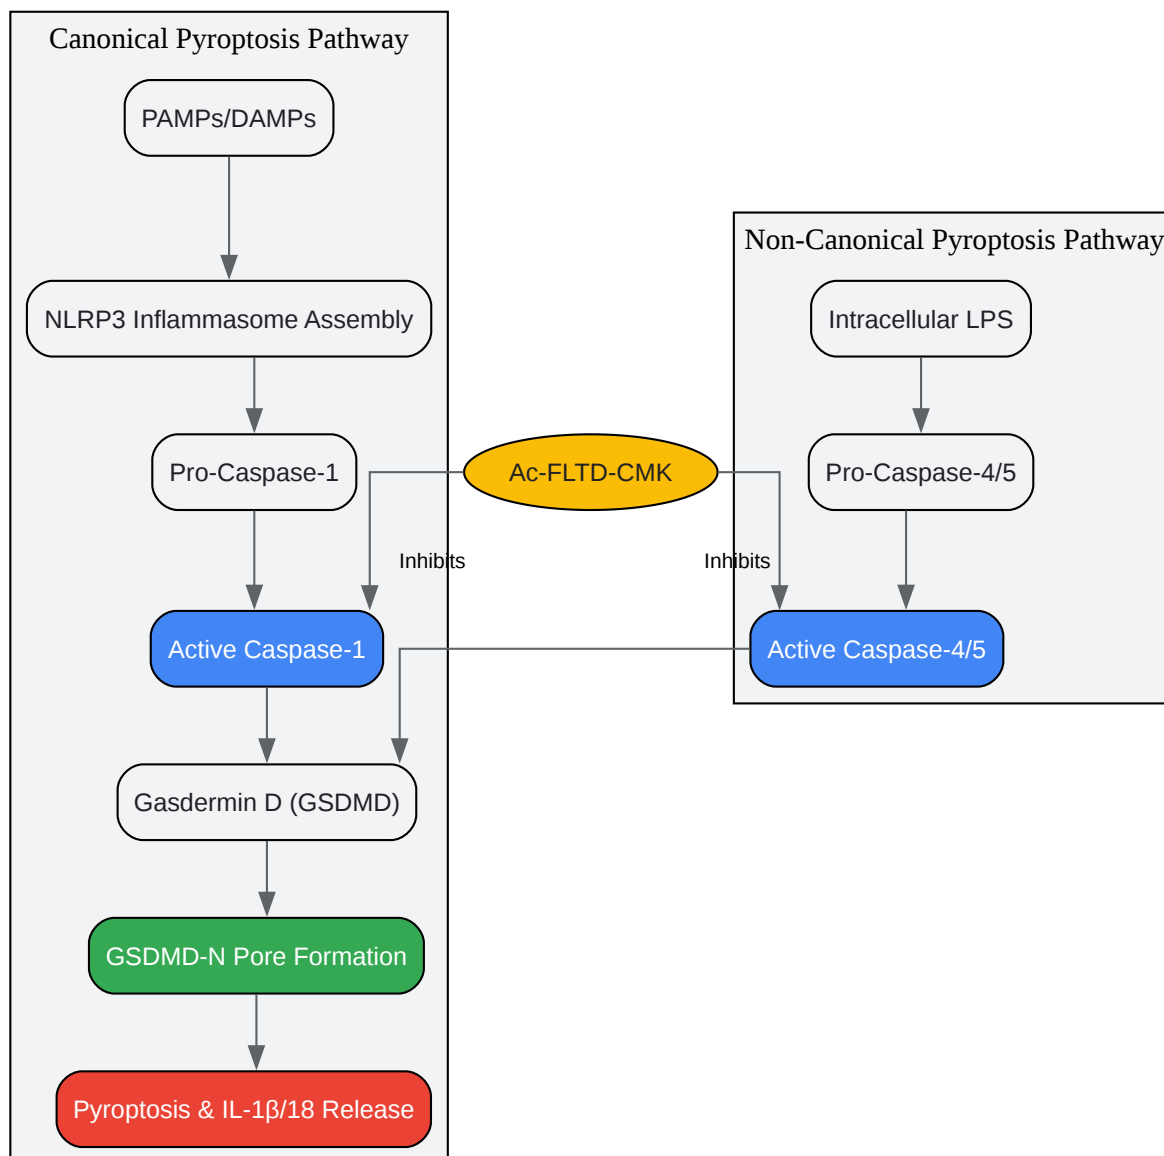 Canonical Pyroptosis Pathway
PAMPs/DAMPs
Non-Canonical Pyroptosis Pathway
NLRP3 Inflammasome Assembly
Intracellular LPS
Pro-Caspase-1
Ac-FLTD-CMK
Pro-Caspase-4/5
Inhibits
Inhibits
Active Caspase-1
Active Caspase-4/5
Gasdermin D (GSDMD)
GSDMD-N Pore Formation
Pyroptosis & IL-1β/18 Release